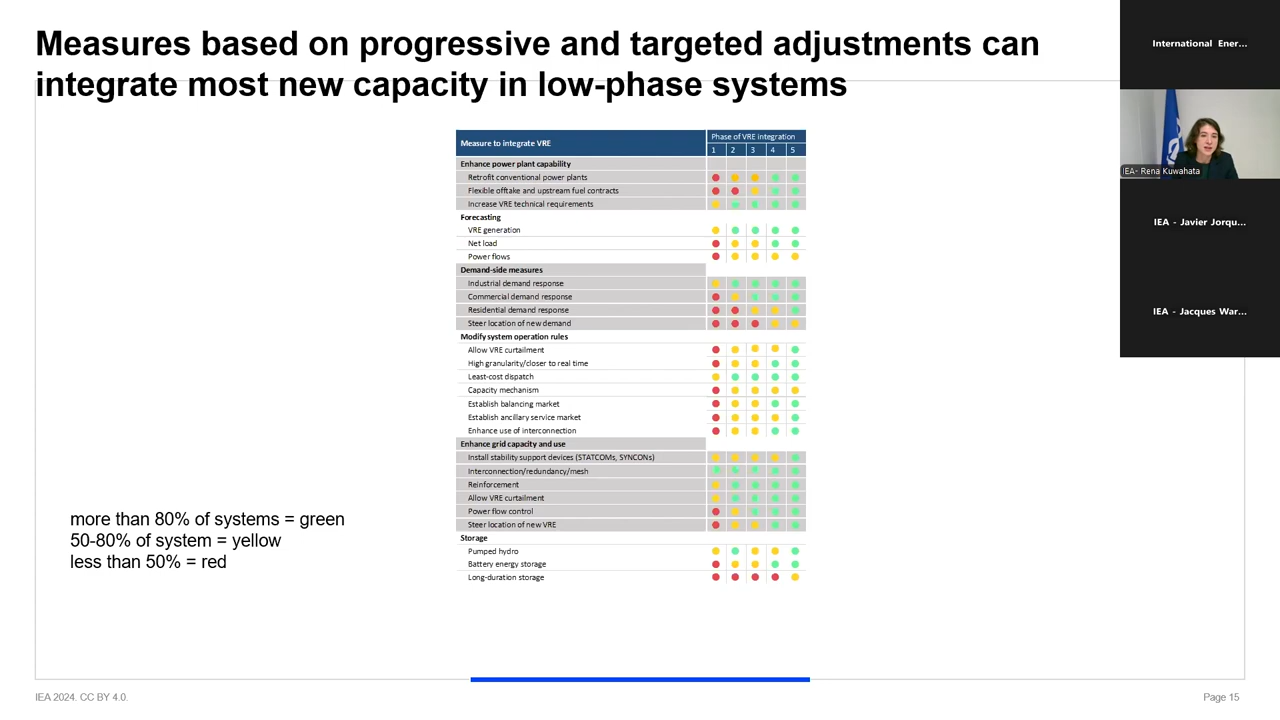 Measures based on progressive and targeted adjustments can
integrate most new capacity in low-phase systems
International Ener...
IEA- Rena Kuwahata
IEA - Javier Jorqu...
IEA - Jacques War...
Measure to integrate VRE
Phase of VRE integration
1 2 3 4 5
Enhance power plant capability
Retrofit conventional power plants
Flexible offtake and upstream fuel contracts
Increase VRE technical requirements
Forecasting
VRE generation
Net load
Power flows
Demand-side measures
Industrial demand response
Commercial demand response
Residential demand response
Steer location of new demand
Modify system operation rules
Allow VRE curtailment
High granularity/closer to real time
Least-cost dispatch
Capacity mechanism
Establish balancing market
Establish ancillary service market
Enhance use of interconnection
Enhance grid capacity and use
Install stability support devices (STATCOMs, SYNCONs)
Interconnection/redundancy/mesh
Reinforcement
Allow VRE curtailment
Power flow control
Steer location of new VRE
Storage
Pumped hydro
Battery energy storage
Long-duration storage
more than 80% of systems = green
50-80% of system = yellow
less than 50% = red
IEA 2024. CC BY 4.0.
Page 15